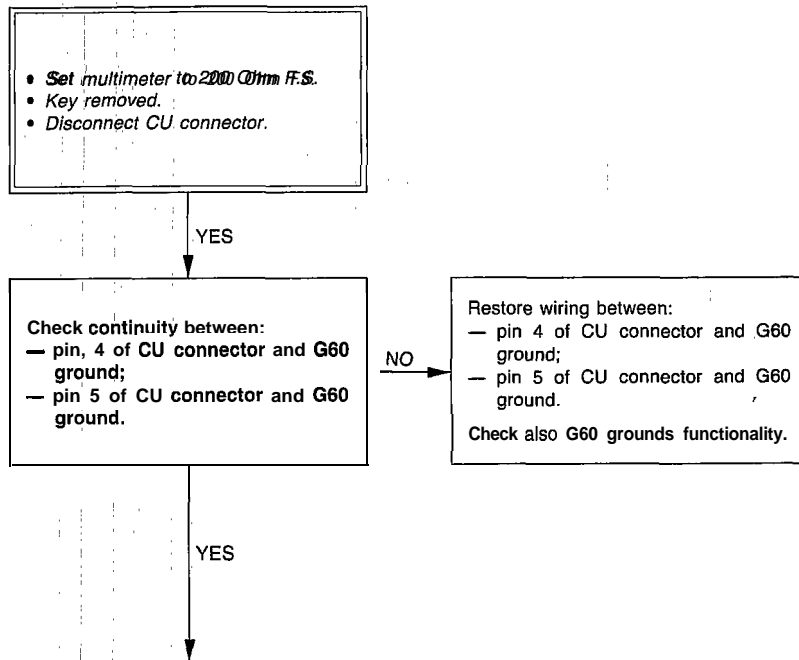 • Set multimeter to 200 Ohm F.S.
• Key removed.
• Disconnect CU connector.
YES
Check continuity between:
— pin, 4 of CU connector and G60
ground;
— pin 5 of CU connector and G60
ground.
NO
Restore wiring between:
— pin 4 of CU connector and G60
ground;
— pin 5 of CU connector and G60
ground.
Check also G60 grounds functionality.
YES